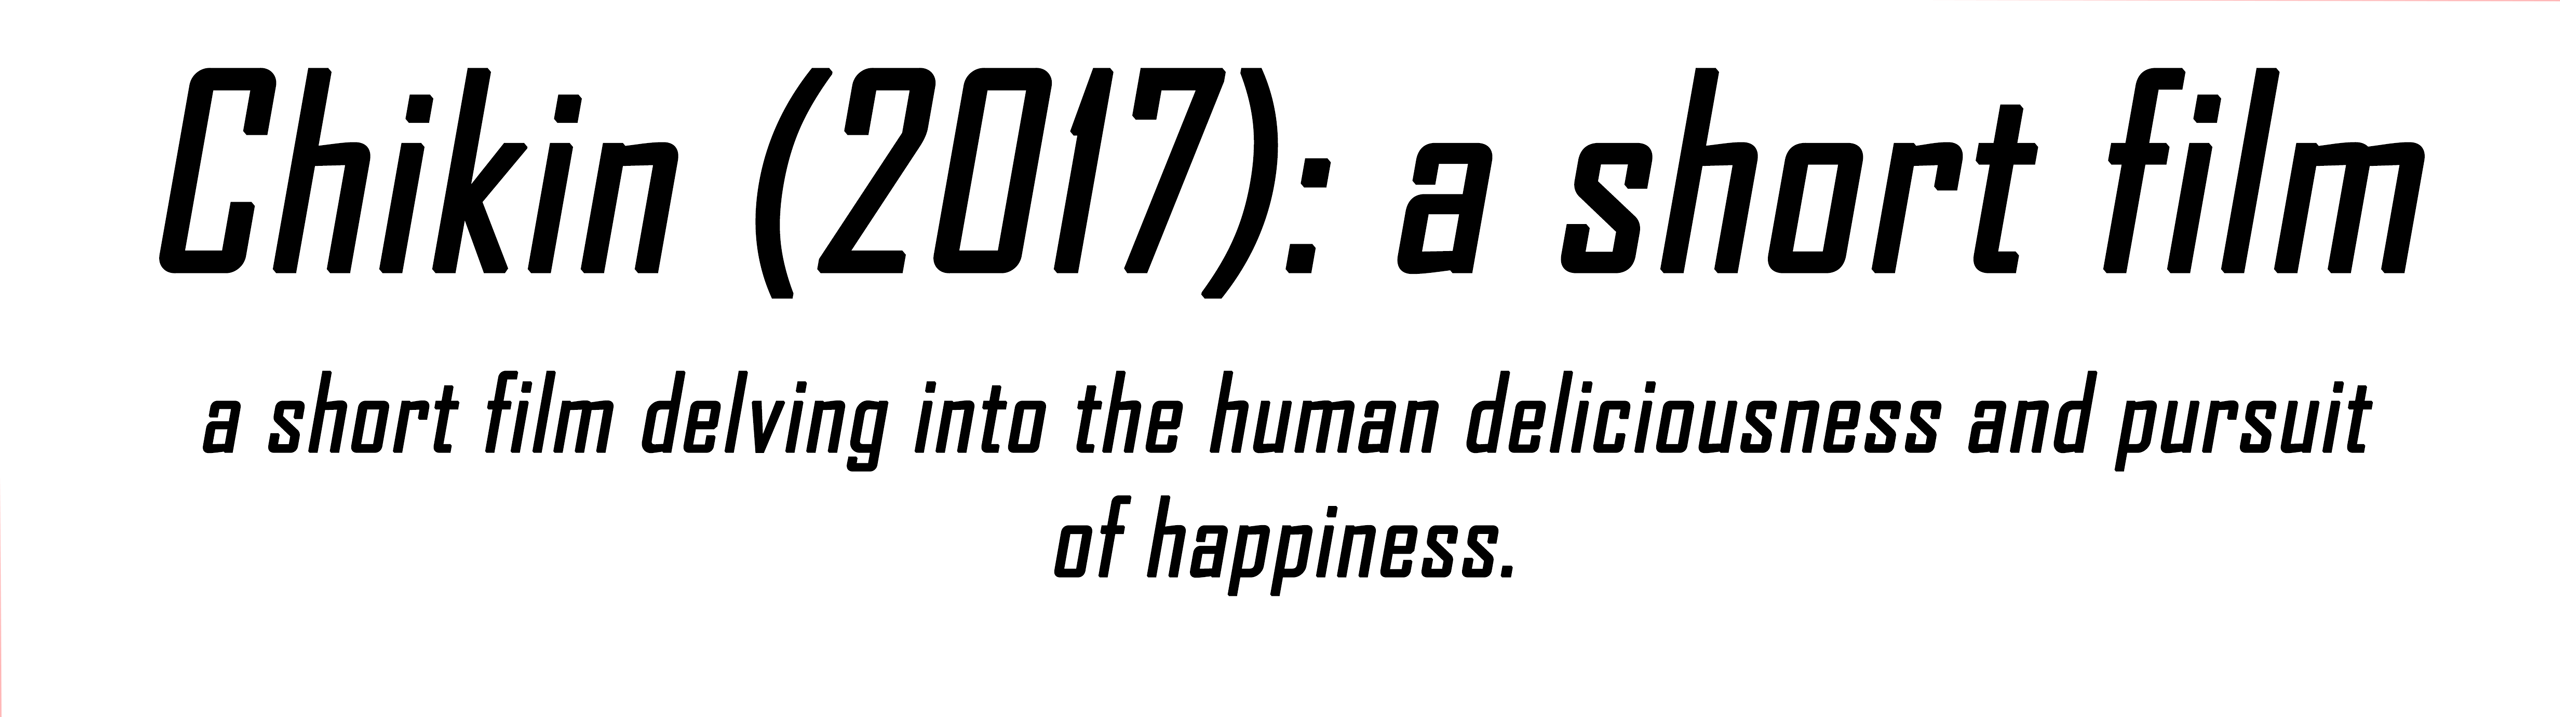 Chikin (2017): a short film
a short film delving into the human deliciousness and pursuit
of happiness.